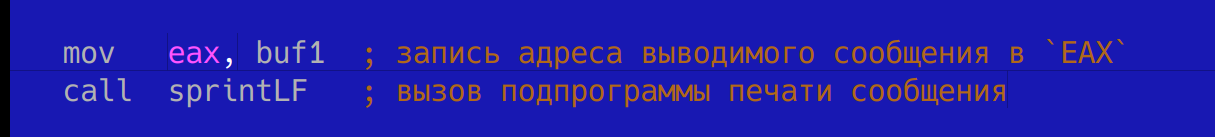 mov   eax, buf1  ; запись адреса выводимого сообщения в `EAX`
call  sprintLF   ; вызов подпрограммы печати сообщения